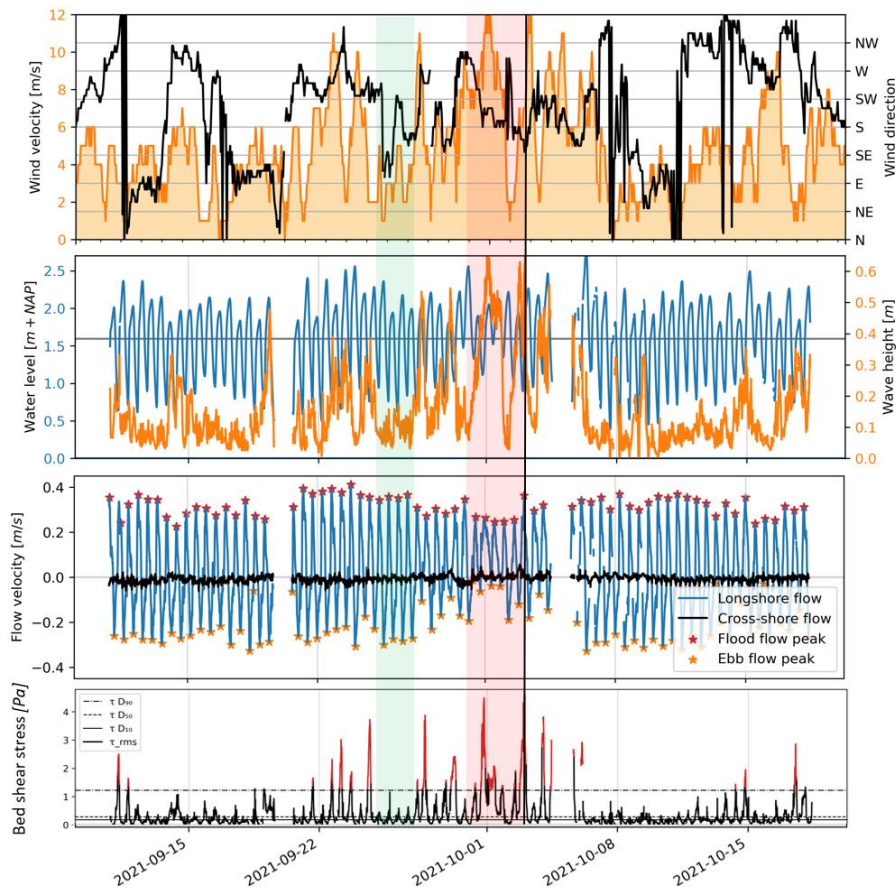 12
10
8
6
4
2
0
Wind velocity [m/s]
NW
W
SW
S
SE
E
NE
N
Wind direction
2.5
2.0
1.5
1.0
0.5
0.0
Water level [m + NAP]
0.6
0.5
0.4
0.3
0.2
0.1
0.0
Wave height [m]
0.4
0.2
0.0
−0.2
−0.4
Flow velocity [m/s]
Longshore flow
Cross-shore flow
Flood flow peak
Ebb flow peak
Bed shear stress [Pa]
4
3
2
1
0
τ D₉₀
τ D₅₀
τ D₁₀
τ_rms
2021-09-15
2021-09-22
2021-10-01
2021-10-08
2021-10-15